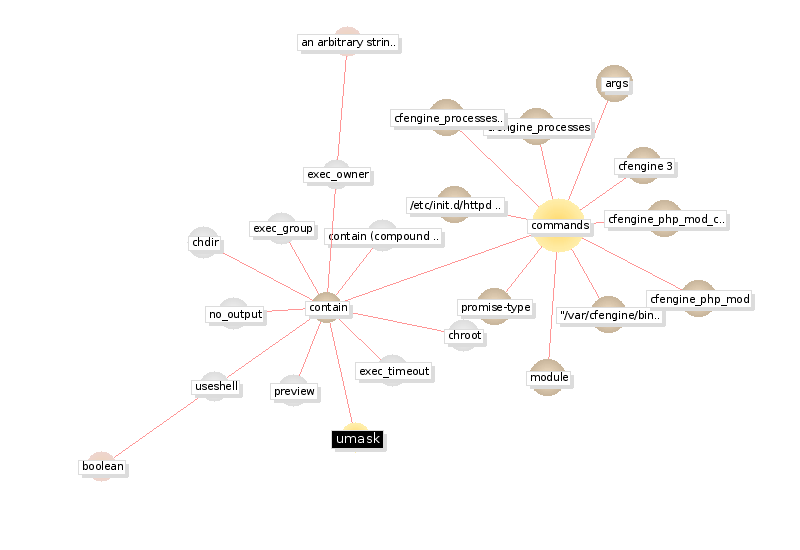 an arbitrary strin..
args
cfengine_processes..
cfengine_processes
cfengine 3
exec_owner
/etc/init.d/httpd ..
cfengine_php_mod_c..
commands
exec_group
contain (compound ..
chdir
cfengine_php_mod
contain
promise-type
no_output
"/var/cfengine/bin..
chroot
exec_timeout
module
useshell
preview
umask
boolean